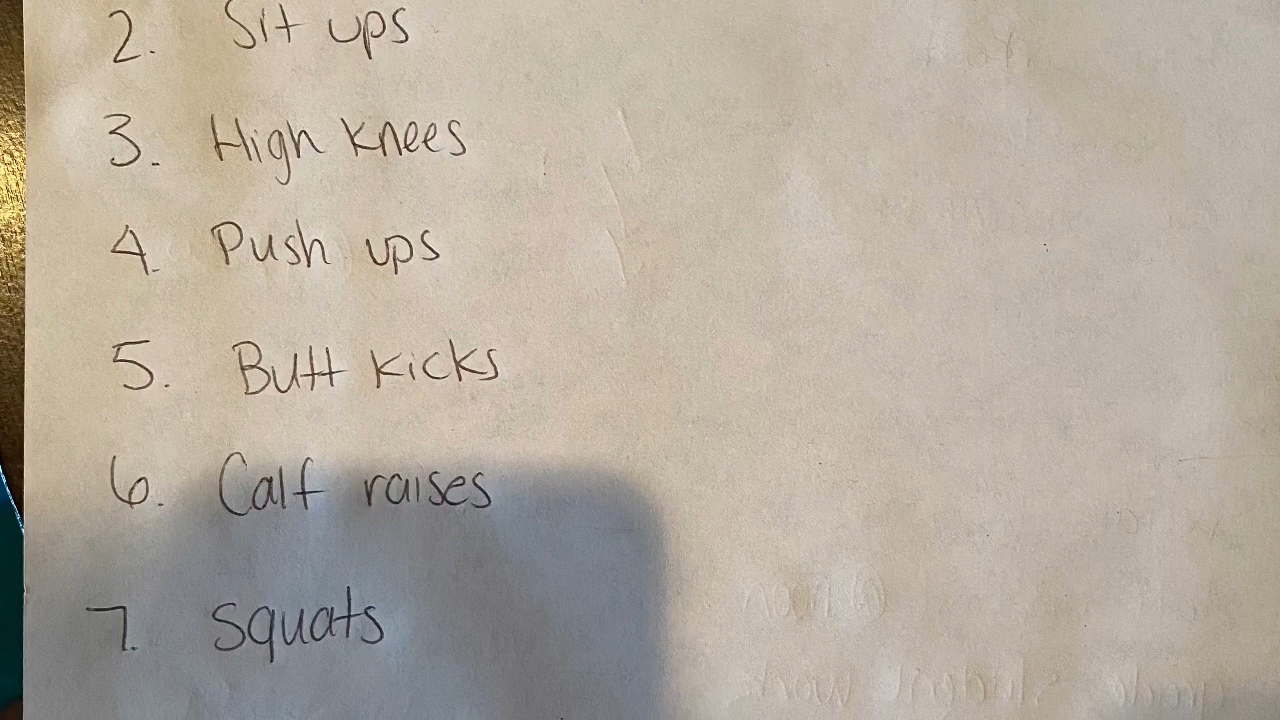 2. Sit ups
3. High knees
4. Push ups
5. Butt kicks
6. Calf raises
7. squats